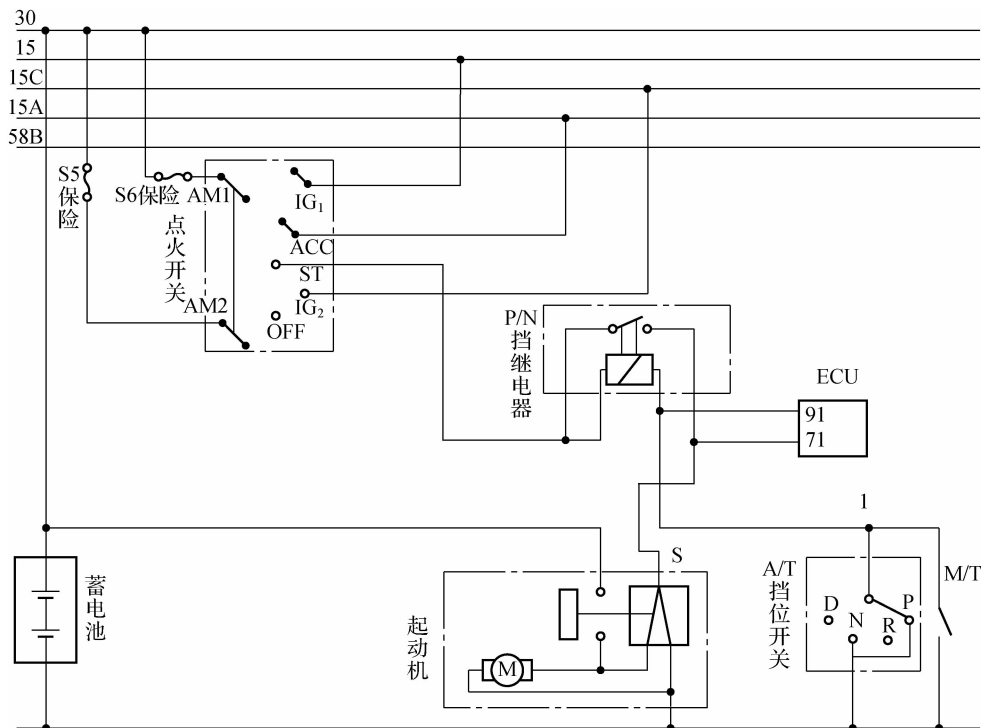 30
15
15C
15A
58B
S5
保险
S6保险
AM1
IG₁
点火开关
ACC
ST
AM2
IG₂
OFF
P/N
挡继电器
ECU
91
71
1
S
A/T
挡位开关
M/T
D
N
P
R
蓄电池
起动机
M